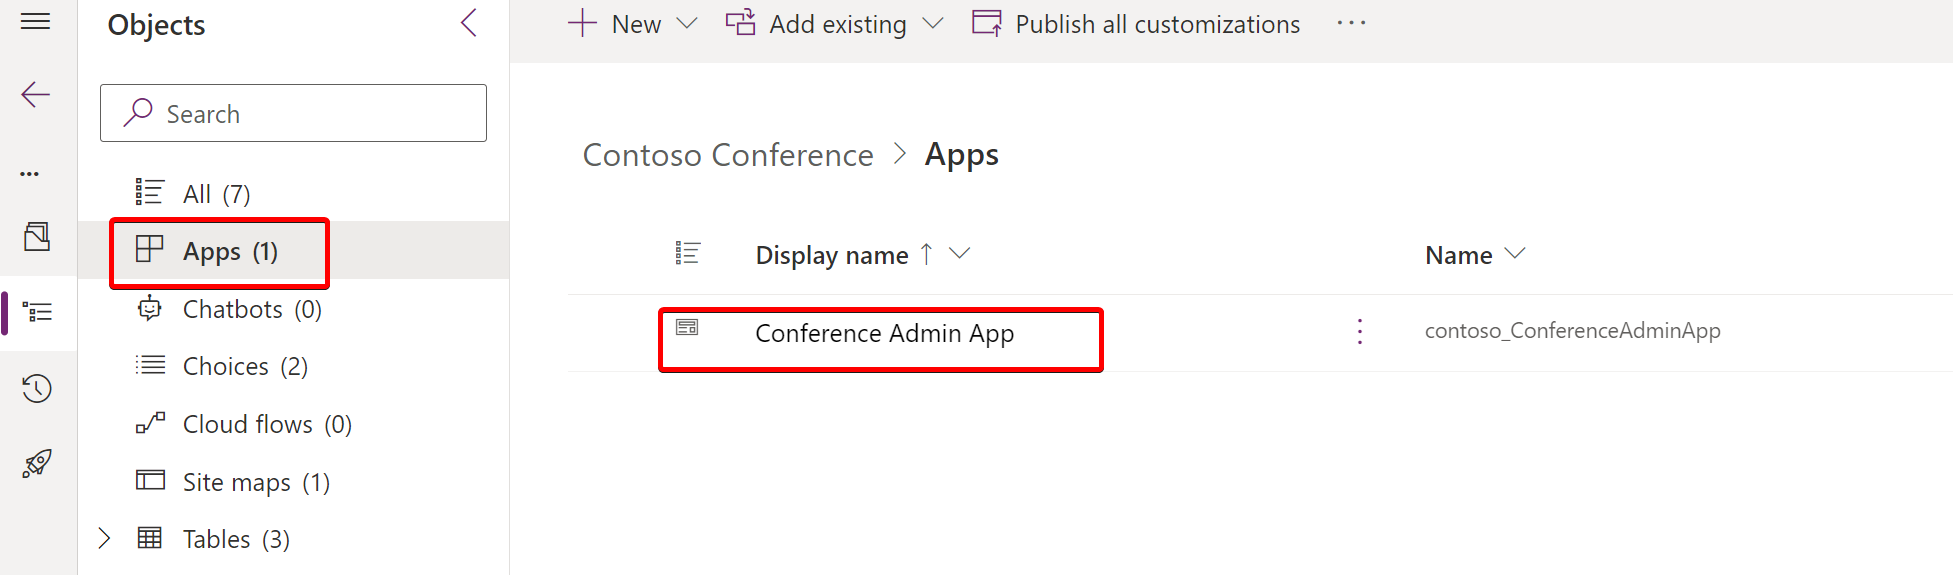 Objects
Search
All (7)
Apps (1)
Chatbots (0)
Choices (2)
Cloud flows (0)
Site maps (1)
Tables (3)
New
Add existing
Publish all customizations
Contoso Conference > Apps
Display name ↑
Name
Conference Admin App
contoso_ConferenceAdminApp